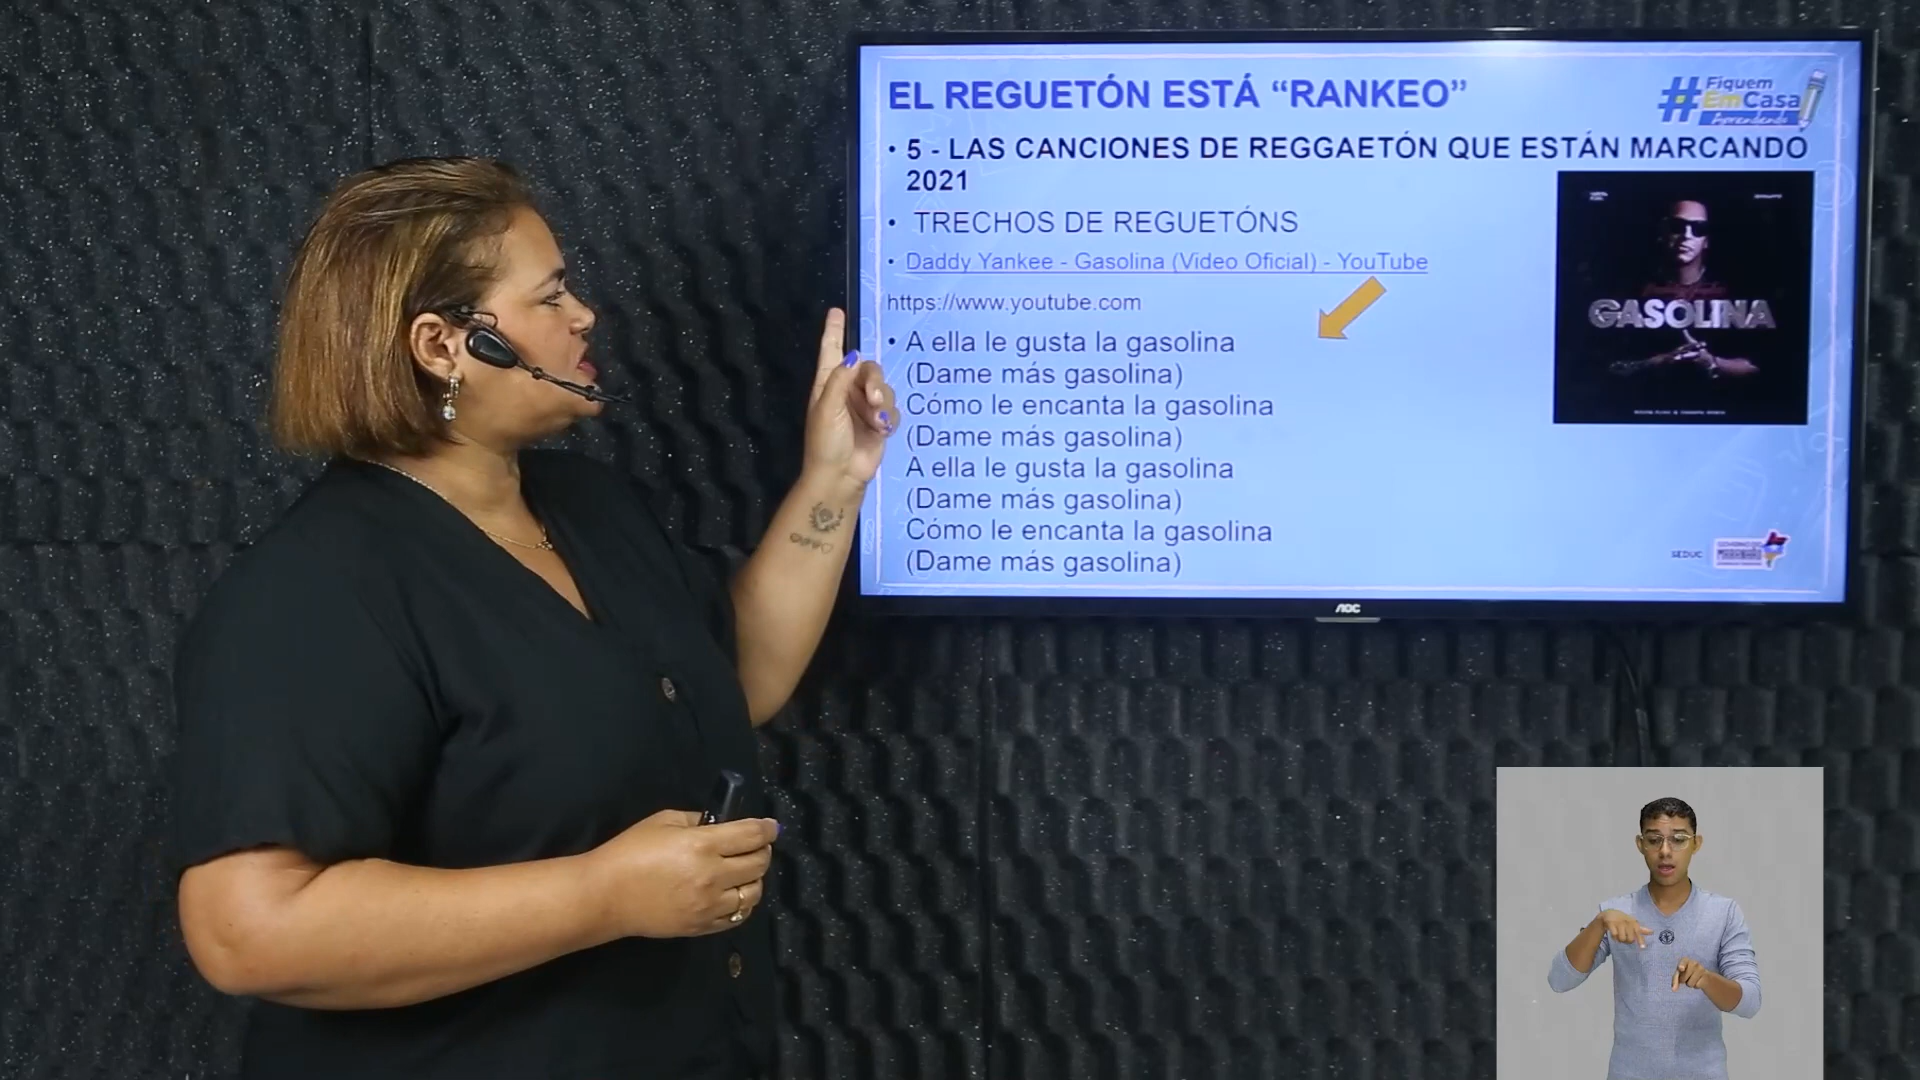 EL REGUETÓN ESTÁ “RANKEO”
#Fiquem
EmCasa
Aprendendo
• 5 - LAS CANCIONES DE REGGAETÓN QUE ESTÁN MARCANDO
2021
• TRECHOS DE REGUETÓNS
• Daddy Yankee - Gasolina (Video Oficial) - YouTube
https://www.youtube.com
• A ella le gusta la gasolina
(Dame más gasolina)
Cómo le encanta la gasolina
(Dame más gasolina)
A ella le gusta la gasolina
(Dame más gasolina)
Cómo le encanta la gasolina
(Dame más gasolina)
GASOLINA
SEDUC
AOC